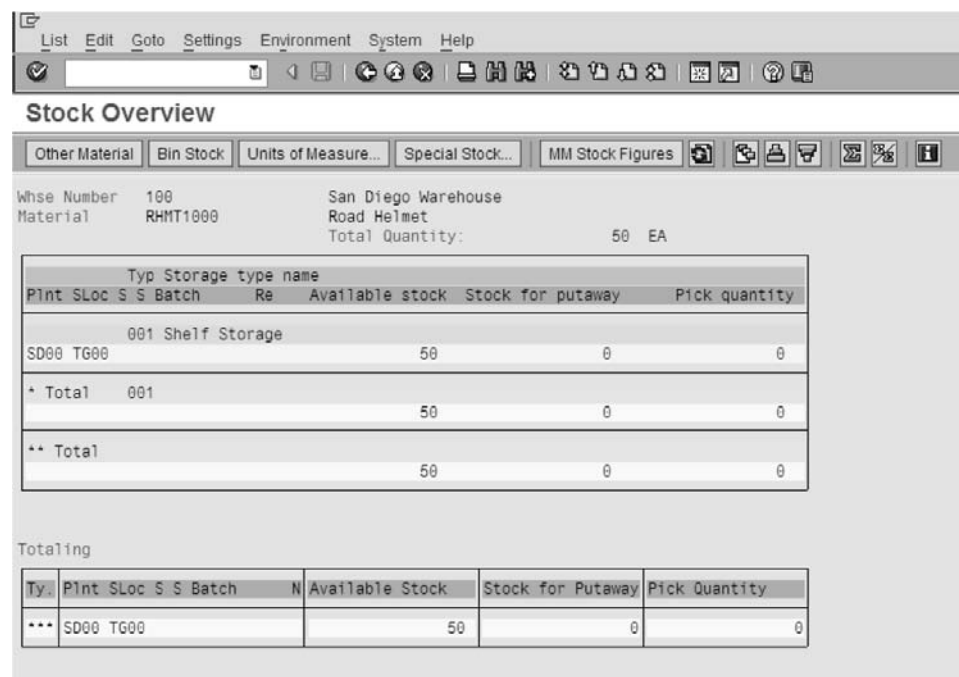 List Edit Goto Settings Environment System Help
Stock Overview
Other Material Bin Stock Units of Measure... Special Stock... MM Stock Figures
Whse Number 100 San Diego Warehouse
Material RHMT1000 Road Helmet
Total Quantity: 50 EA
Typ Storage type name
Plnt SLoc S S Batch Re Available stock Stock for putaway Pick quantity
001 Shelf Storage
SD00 TG00 50 0 0
* Total 001
50 0 0
** Total
50 0 0
Totaling
Ty. Plnt SLoc S S Batch N Available Stock Stock for Putaway Pick Quantity
*** SD00 TG00 50 0 0